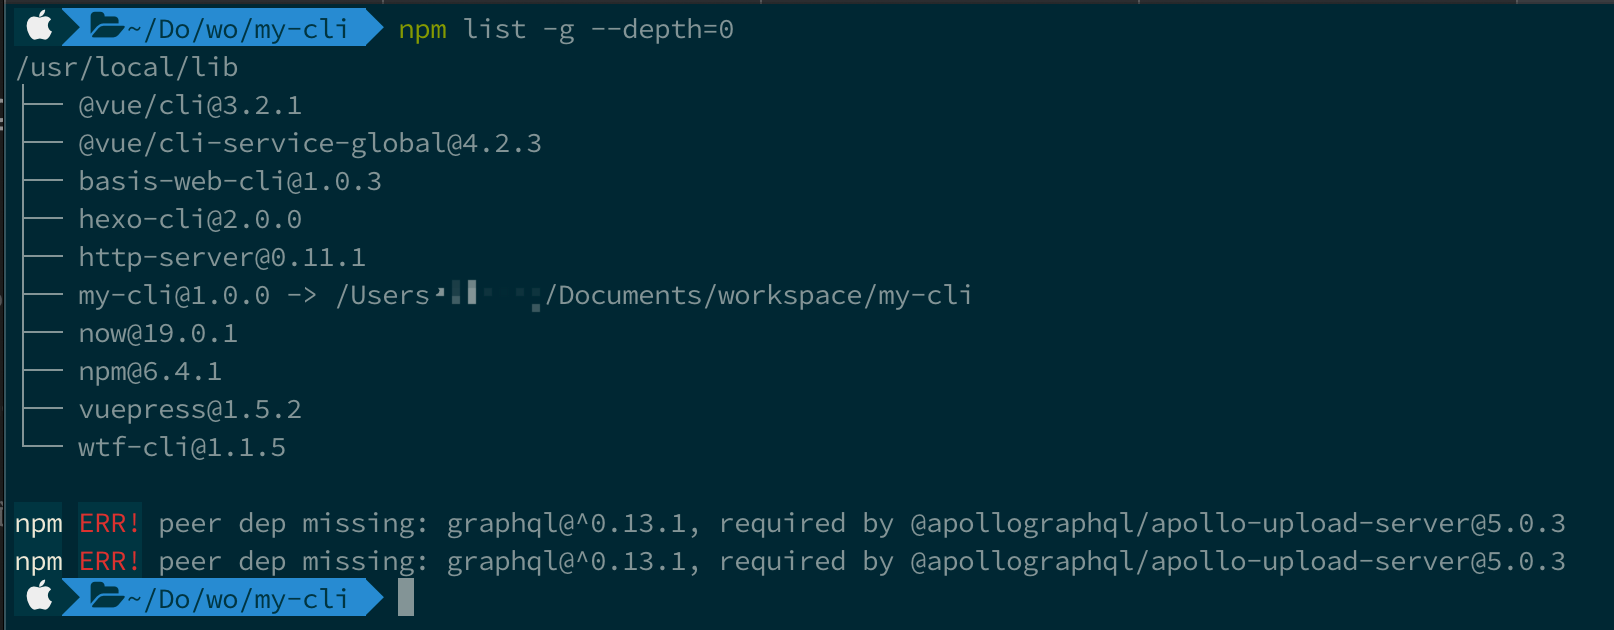 ~/Do/wo/my-cli npm list -g --depth=0
/usr/local/lib
├── @vue/cli@3.2.1
├── @vue/cli-service-global@4.2.3
├── basis-web-cli@1.0.3
├── hexo-cli@2.0.0
├── http-server@0.11.1
├── my-cli@1.0.0 -> /Users /Documents/workspace/my-cli
├── now@19.0.1
├── npm@6.4.1
├── vuepress@1.5.2
└── wtf-cli@1.1.5
npm ERR! peer dep missing: graphql@^0.13.1, required by @apollographql/apollo-upload-server@5.0.3
npm ERR! peer dep missing: graphql@^0.13.1, required by @apollographql/apollo-upload-server@5.0.3
~/Do/wo/my-cli